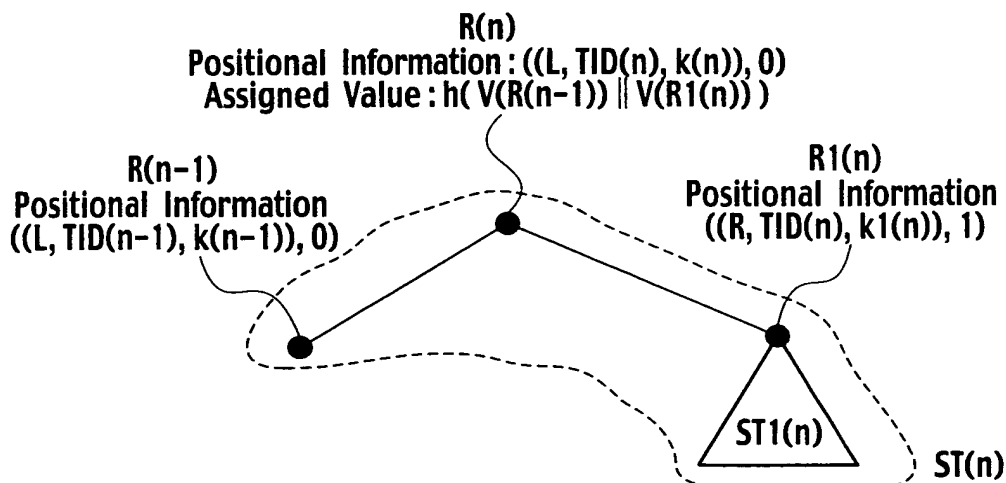 R(n)
Positional Information : ((L, TID(n), k(n)), 0)
Assigned Value : h( V(R(n-1)) || V(R1(n)) )
R(n-1)
Positional Information
((L, TID(n-1), k(n-1)), 0)
R1(n)
Positional Information
((R, TID(n), k1(n)), 1)
ST1(n)
ST(n)